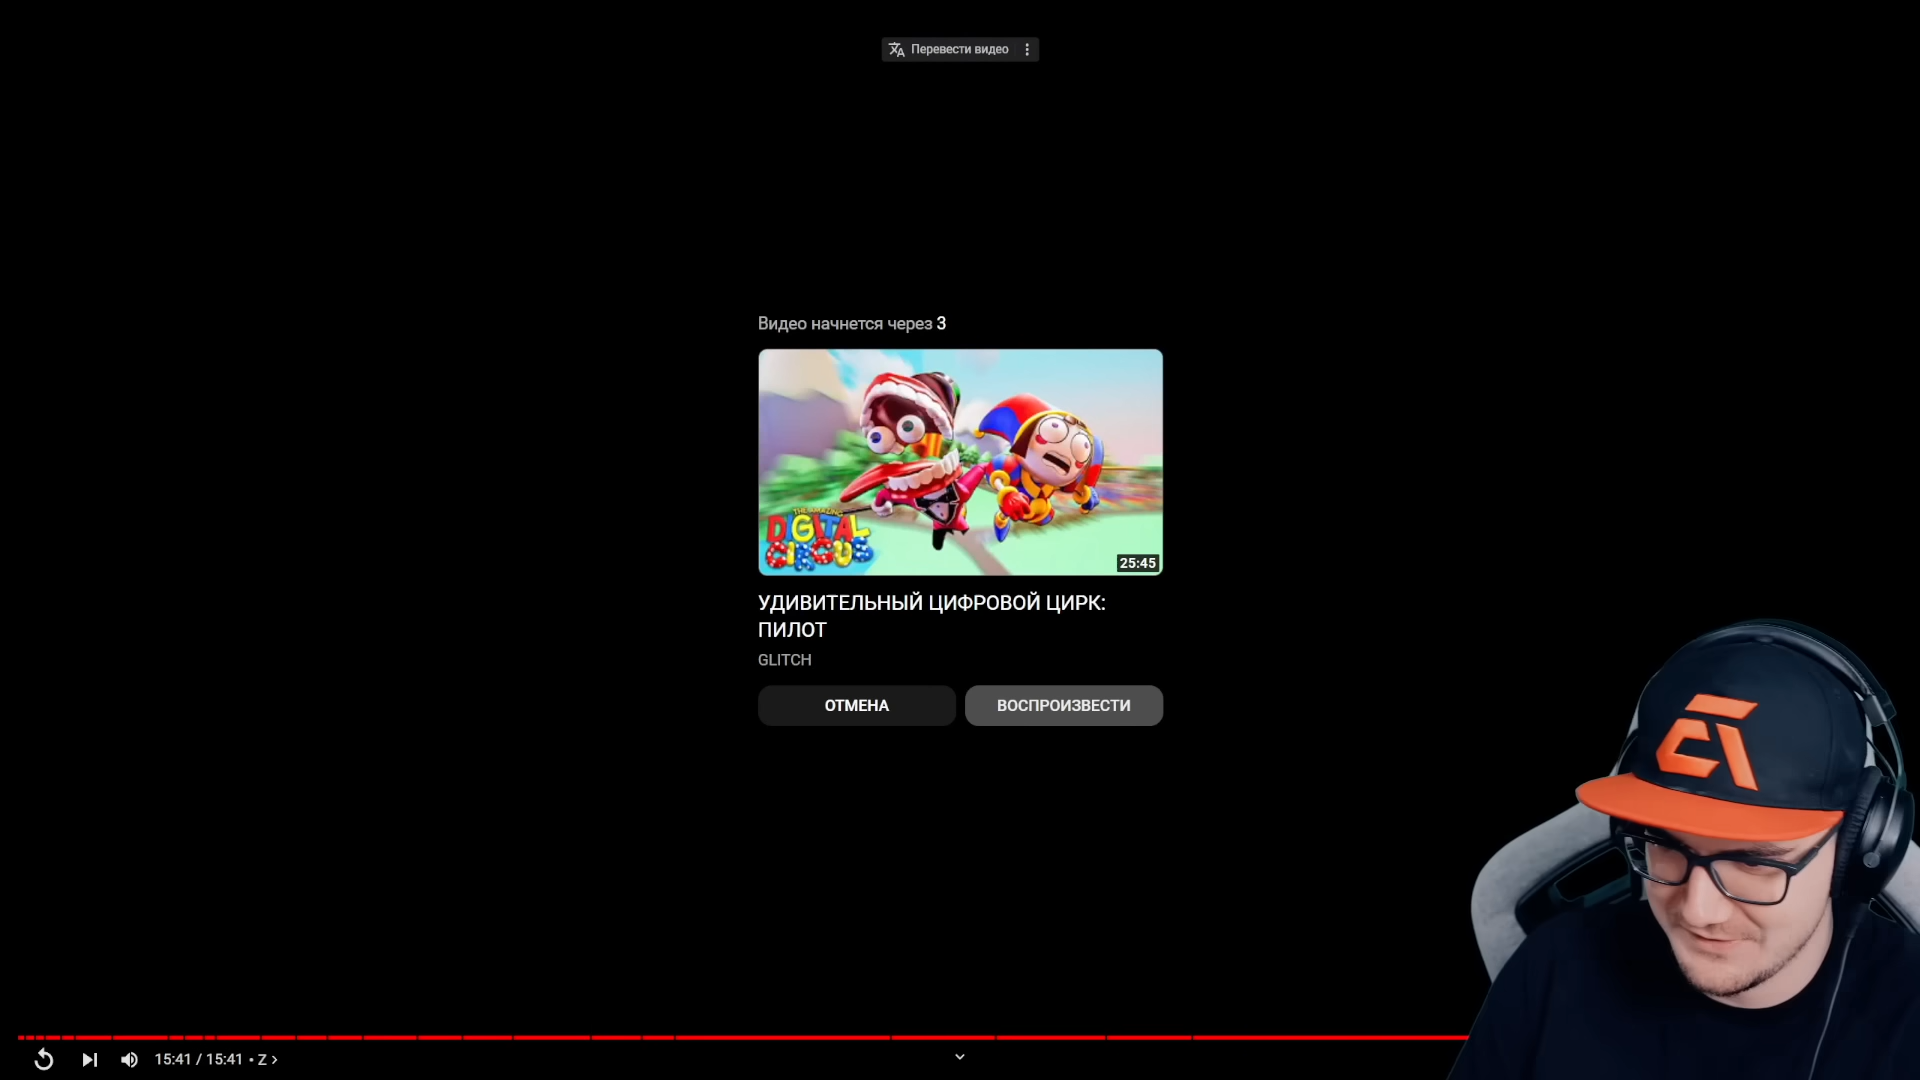 Перевести видео
Видео начнется через 3
THE AMAZING
DIGITAL
CIRCUS
25:45
УДИВИТЕЛЬНЫЙ ЦИФРОВОЙ ЦИРК:
ПИЛОТ
GLITCH
ОТМЕНА
ВОСПРОИЗВЕСТИ
15:41 / 15:41 • Z